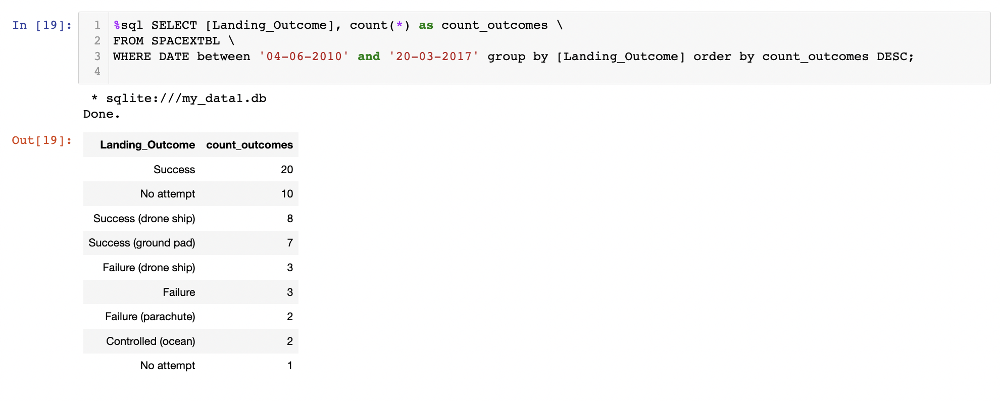 In [19]:
1 %sql SELECT [Landing_Outcome], count(*) as count_outcomes \
2 FROM SPACEXTBL \
3 WHERE DATE between '04-06-2010' and '20-03-2017' group by [Landing_Outcome] order by count_outcomes DESC;
4
* sqlite:///my_data1.db
Done.
Out[19]:
Landing_Outcome count_outcomes
Success 20
No attempt 10
Success (drone ship) 8
Success (ground pad) 7
Failure (drone ship) 3
Failure 3
Failure (parachute) 2
Controlled (ocean) 2
No attempt 1